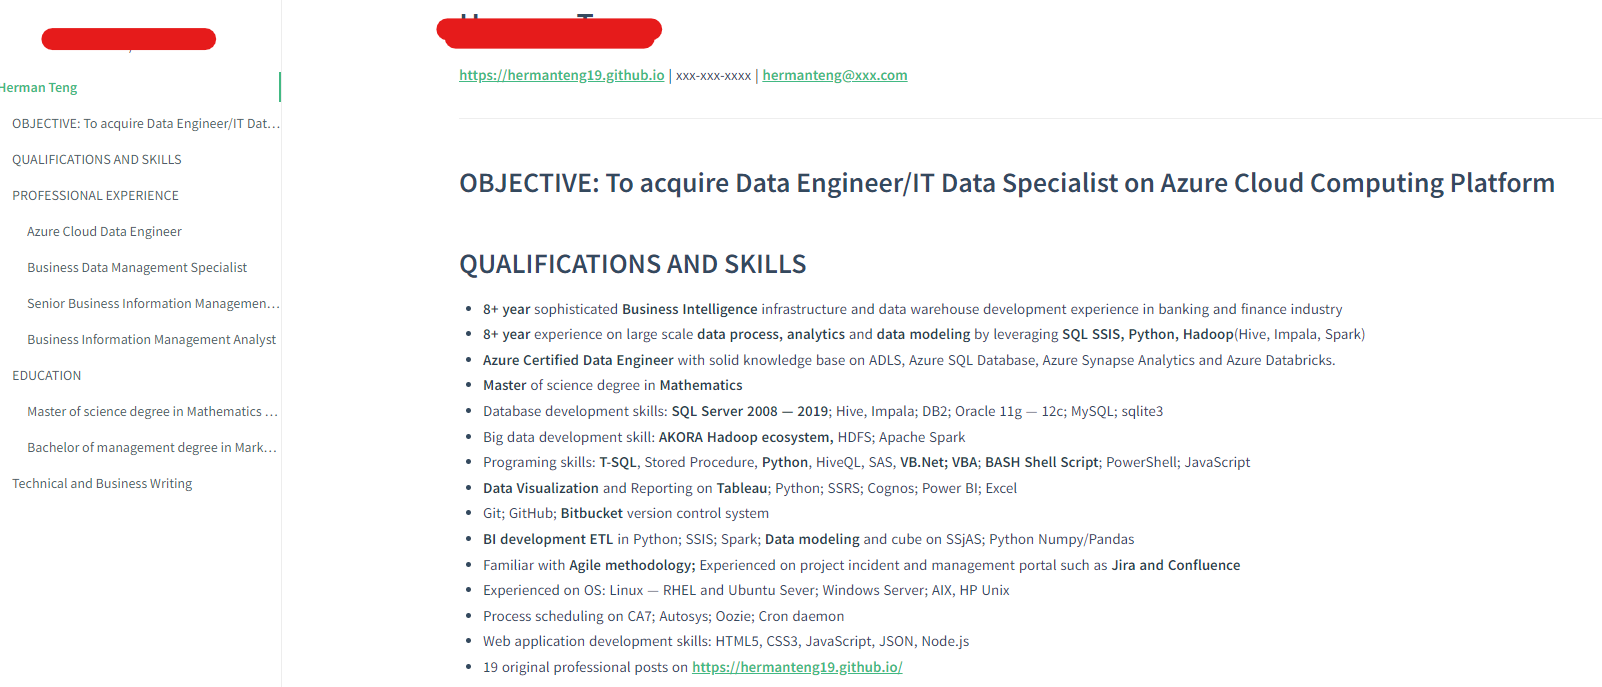 Herman Teng
OBJECTIVE: To acquire Data Engineer/IT Dat...
QUALIFICATIONS AND SKILLS
PROFESSIONAL EXPERIENCE
Azure Cloud Data Engineer
Business Data Management Specialist
Senior Business Information Managemen...
Business Information Management Analyst
EDUCATION
Master of science degree in Mathematics ...
Bachelor of management degree in Mark...
Technical and Business Writing
https://hermanteng19.github.io | xxx-xxx-xxxx | hermanteng@xxx.com
OBJECTIVE: To acquire Data Engineer/IT Data Specialist on Azure Cloud Computing Platform
QUALIFICATIONS AND SKILLS
• 8+ year sophisticated Business Intelligence infrastructure and data warehouse development experience in banking and finance industry
• 8+ year experience on large scale data process, analytics and data modeling by leveraging SQL SSIS, Python, Hadoop(Hive, Impala, Spark)
• Azure Certified Data Engineer with solid knowledge base on ADLS, Azure SQL Database, Azure Synapse Analytics and Azure Databricks.
• Master of science degree in Mathematics
• Database development skills: SQL Server 2008 — 2019; Hive, Impala; DB2; Oracle 11g — 12c; MySQL; sqlite3
• Big data development skill: AKORA Hadoop ecosystem, HDFS; Apache Spark
• Programing skills: T-SQL, Stored Procedure, Python, HiveQL, SAS, VB.Net; VBA; BASH Shell Script; PowerShell; JavaScript
• Data Visualization and Reporting on Tableau; Python; SSRS; Cognos; Power BI; Excel
• Git; GitHub; Bitbucket version control system
• BI development ETL in Python; SSIS; Spark; Data modeling and cube on SSjAS; Python Numpy/Pandas
• Familiar with Agile methodology; Experienced on project incident and management portal such as Jira and Confluence
• Experienced on OS: Linux — RHEL and Ubuntu Sever; Windows Server; AIX, HP Unix
• Process scheduling on CA7; Autosys; Oozie; Cron daemon
• Web application development skills: HTML5, CSS3, JavaScript, JSON, Node.js
• 19 original professional posts on https://hermanteng19.github.io/